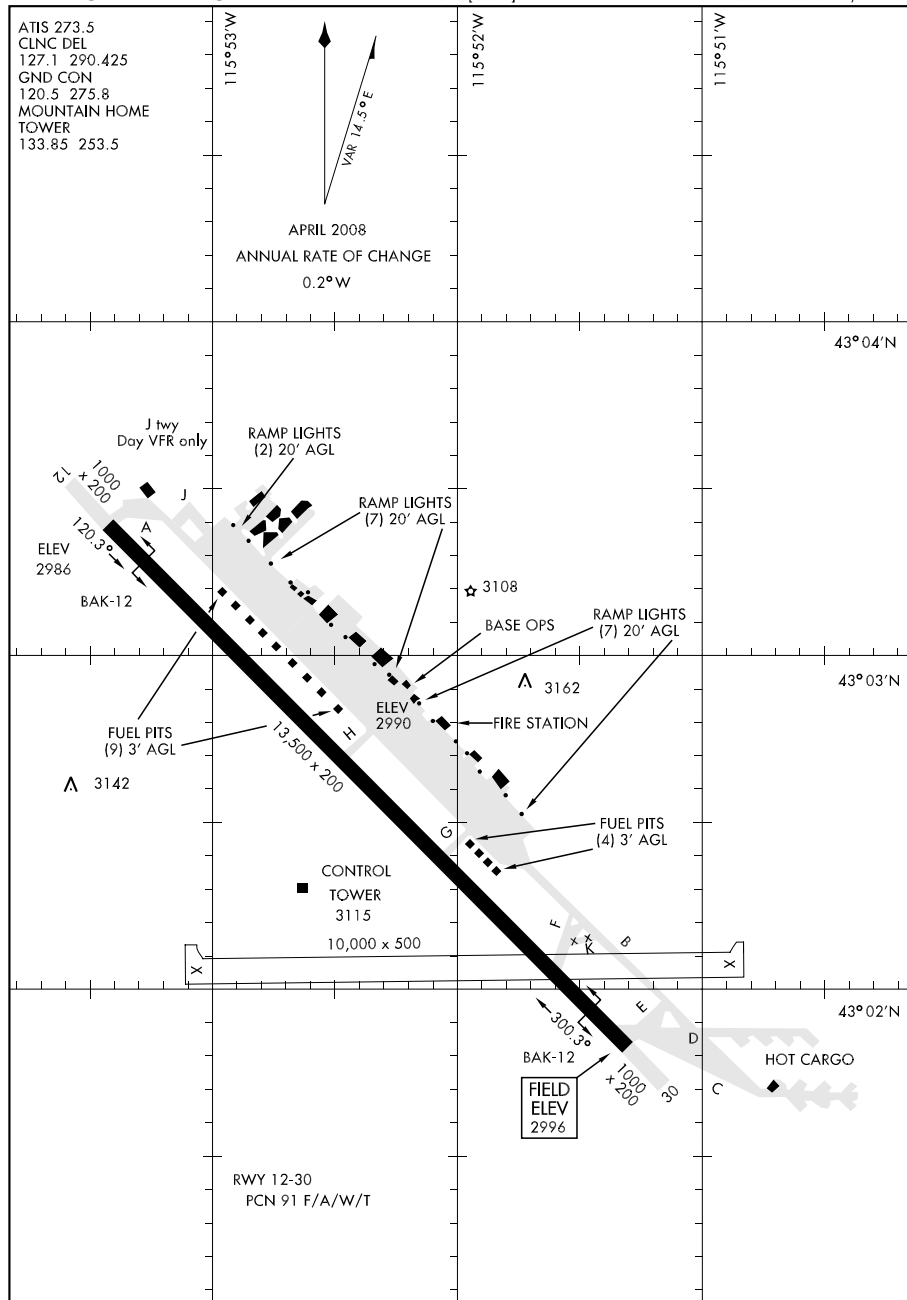 ATIS 273.5
CLNC DEL
127.1 290.425
GND CON
120.5 275.8
MOUNTAIN HOME
TOWER
133.85 253.5
115°53'W
115°52'W
115°51'W
VAR 14.5°E
APRIL 2008
ANNUAL RATE OF CHANGE
0.2°W
43°04'N
J twy
Day VFR only
RAMP LIGHTS
(2) 20' AGL
12
1000
x 200
J
RAMP LIGHTS
(7) 20' AGL
120.3°
A
ELEV
2986
BAK-12
3108
BASE OPS
RAMP LIGHTS
(7) 20' AGL
3162
43°03'N
ELEV
2990
FIRE STATION
FUEL PITS
(9) 3' AGL
13,500 x 200
H
3142
G
FUEL PITS
(4) 3' AGL
CONTROL
TOWER
3115
F
x x
K
B
10,000 x 500
X
X
43°02'N
300.3°
E
D
BAK-12
HOT CARGO
1000
x 200
30
C
FIELD
ELEV
2996
RWY 12-30
PCN 91 F/A/W/T